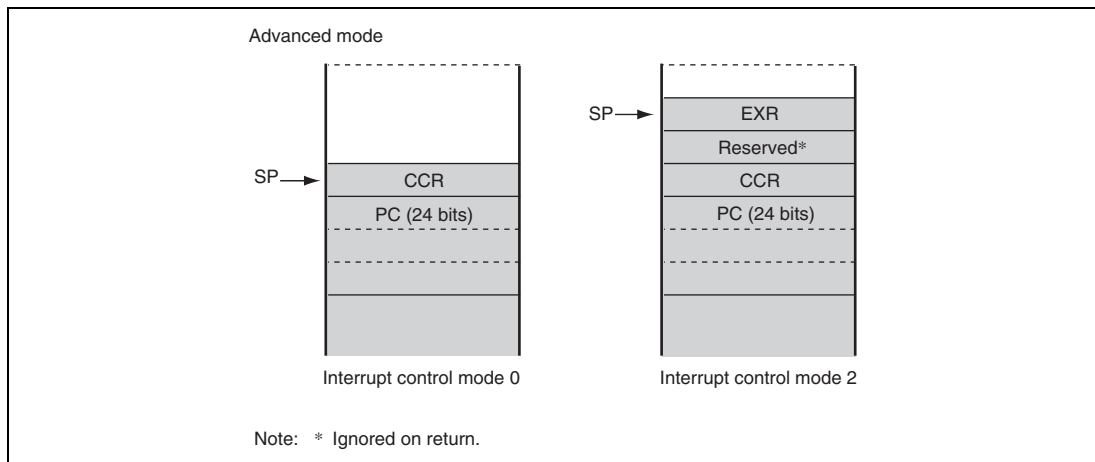 Advanced mode
SP
CCR
PC (24 bits)
Interrupt control mode 0
SP
EXR
Reserved*
CCR
PC (24 bits)
Interrupt control mode 2
Note: * Ignored on return.